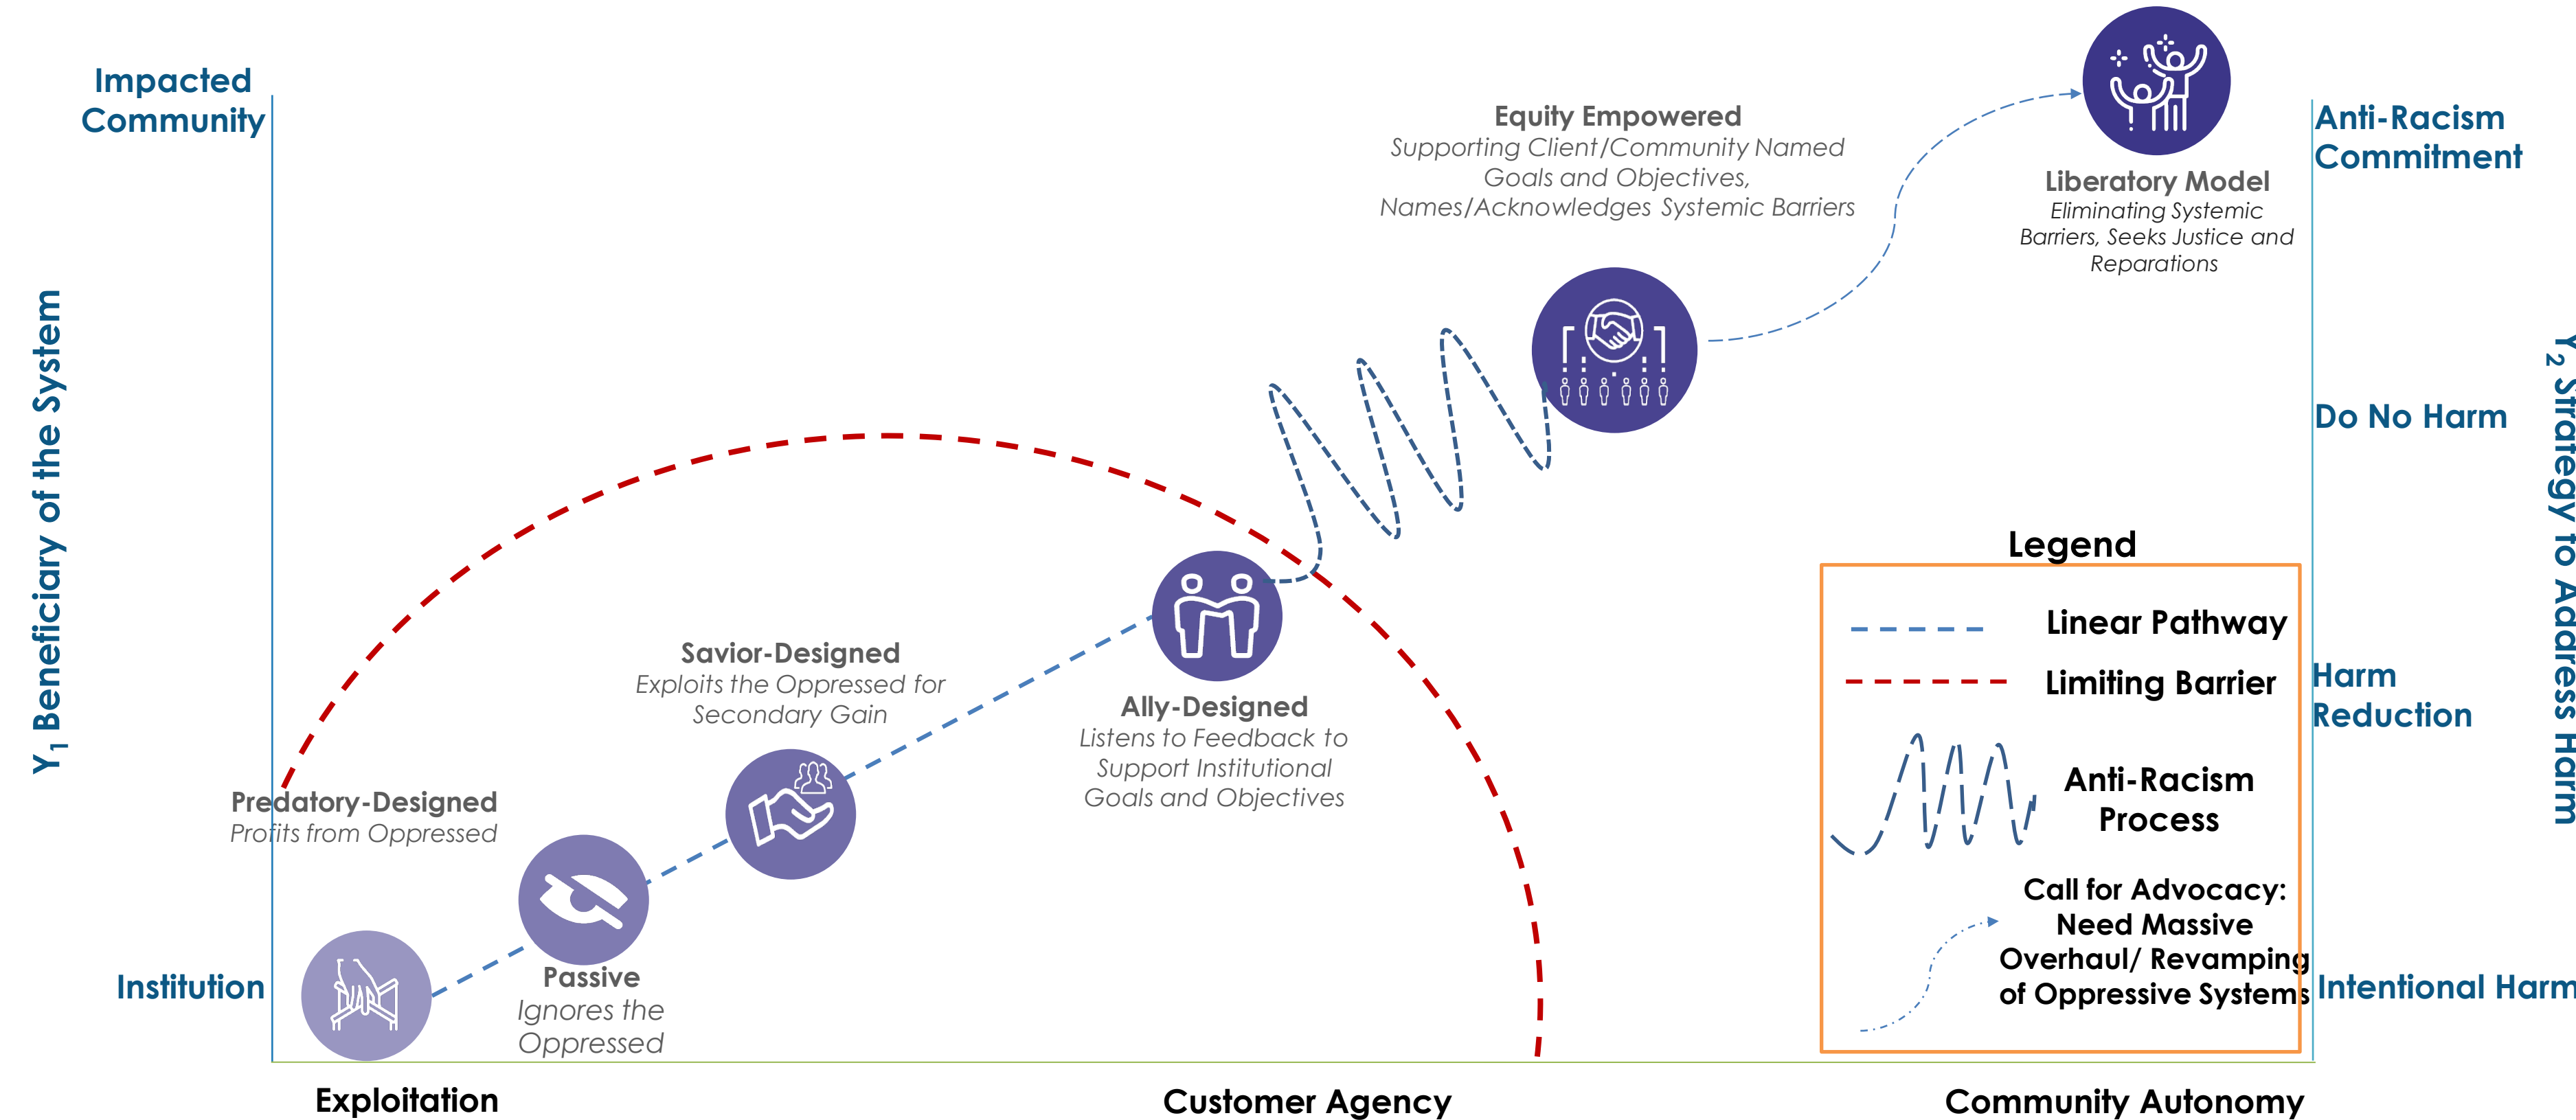 Impacted
Community
Y1 Beneficiary of the System
Institution
Predatory-Designed
Profits from Oppressed
Passive
Ignores the
Oppressed
Savior-Designed
Exploits the Oppressed for
Secondary Gain
Ally-Designed
Listens to Feedback to
Support Institutional
Goals and Objectives
Equity Empowered
Supporting Client/Community Named
Goals and Objectives,
Names/Acknowledges Systemic Barriers
Liberatory Model
Eliminating Systemic
Barriers, Seeks Justice and
Reparations
Anti-Racism
Commitment
Do No Harm
Harm
Reduction
Intentional Harm
Y2 Strategy to Address Harm
Legend
Linear Pathway
Limiting Barrier
Anti-Racism
Process
Call for Advocacy:
Need Massive
Overhaul/ Revamping
of Oppressive Systems
Exploitation
Customer Agency
Community Autonomy